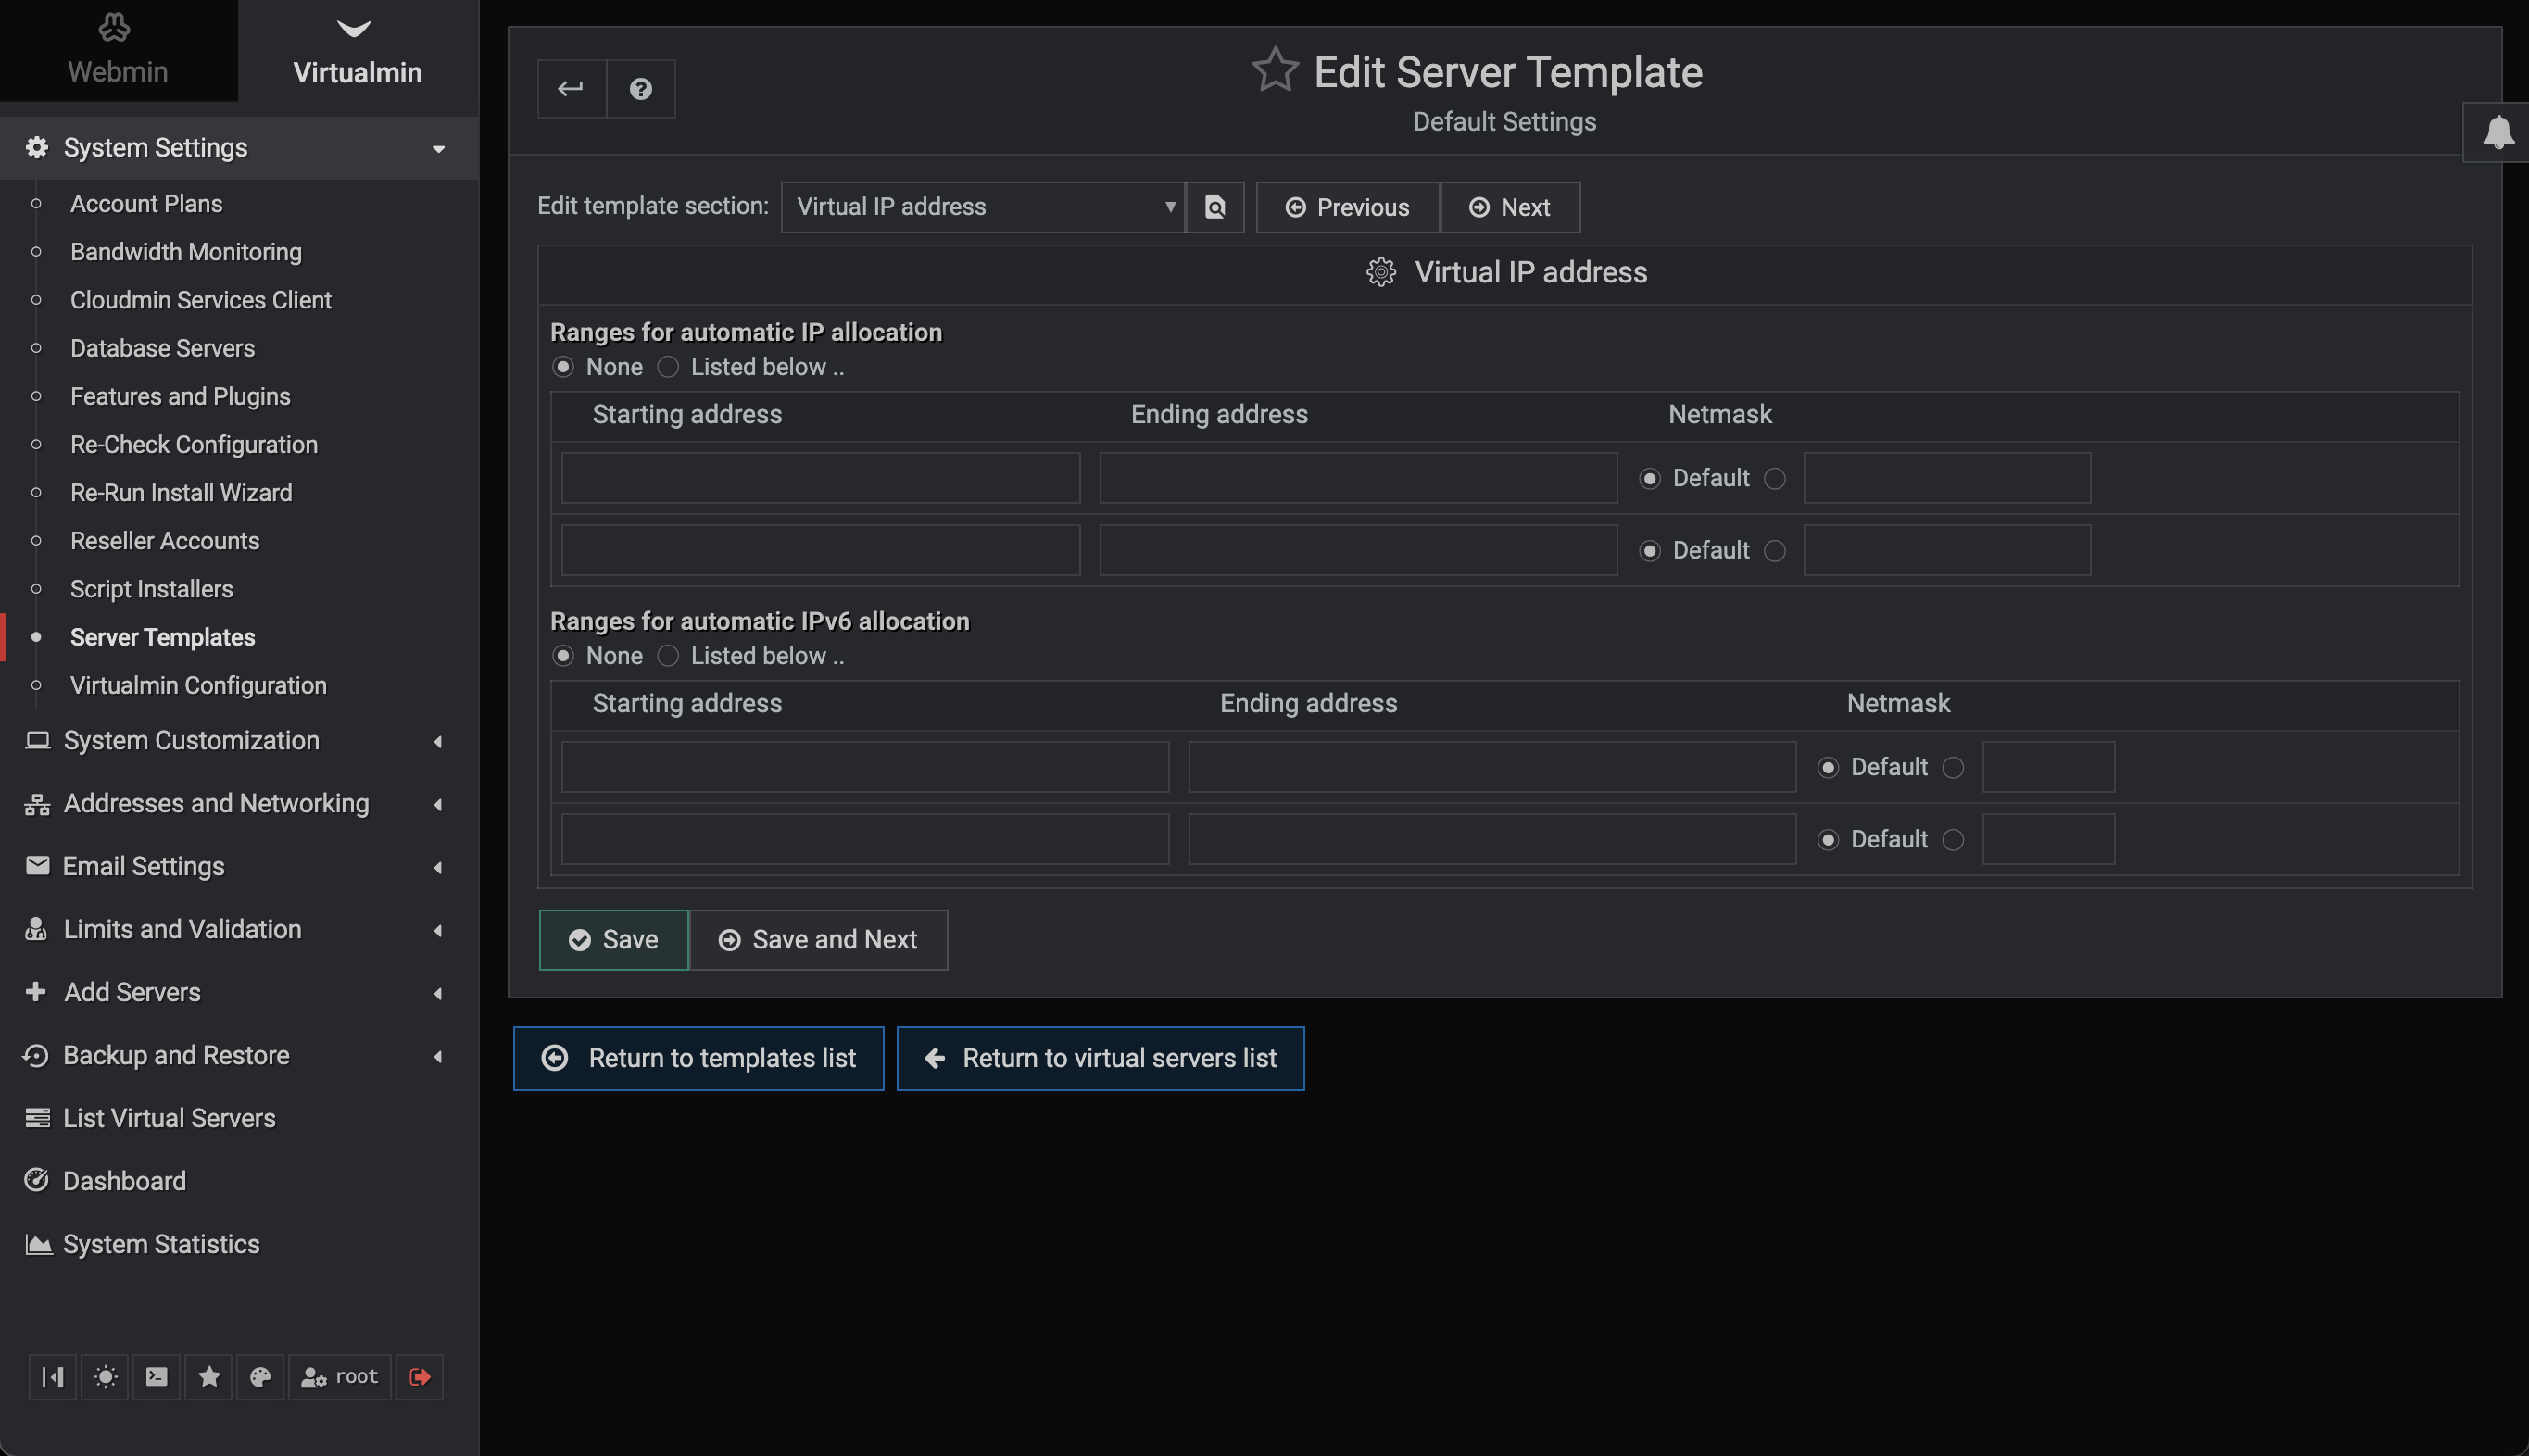 Webmin
Virtualmin
System Settings
Account Plans
Bandwidth Monitoring
Cloudmin Services Client
Database Servers
Features and Plugins
Re-Check Configuration
Re-Run Install Wizard
Reseller Accounts
Script Installers
Server Templates
Virtualmin Configuration
System Customization
Addresses and Networking
Email Settings
Limits and Validation
Add Servers
Backup and Restore
List Virtual Servers
Dashboard
System Statistics
root
Edit Server Template
Default Settings
Edit template section: Virtual IP address Previous Next
Virtual IP address
Ranges for automatic IP allocation
None Listed below ..
Starting address Ending address Netmask
Default
Default
Ranges for automatic IPv6 allocation
None Listed below ..
Starting address Ending address Netmask
Default
Default
Save Save and Next
Return to templates list Return to virtual servers list